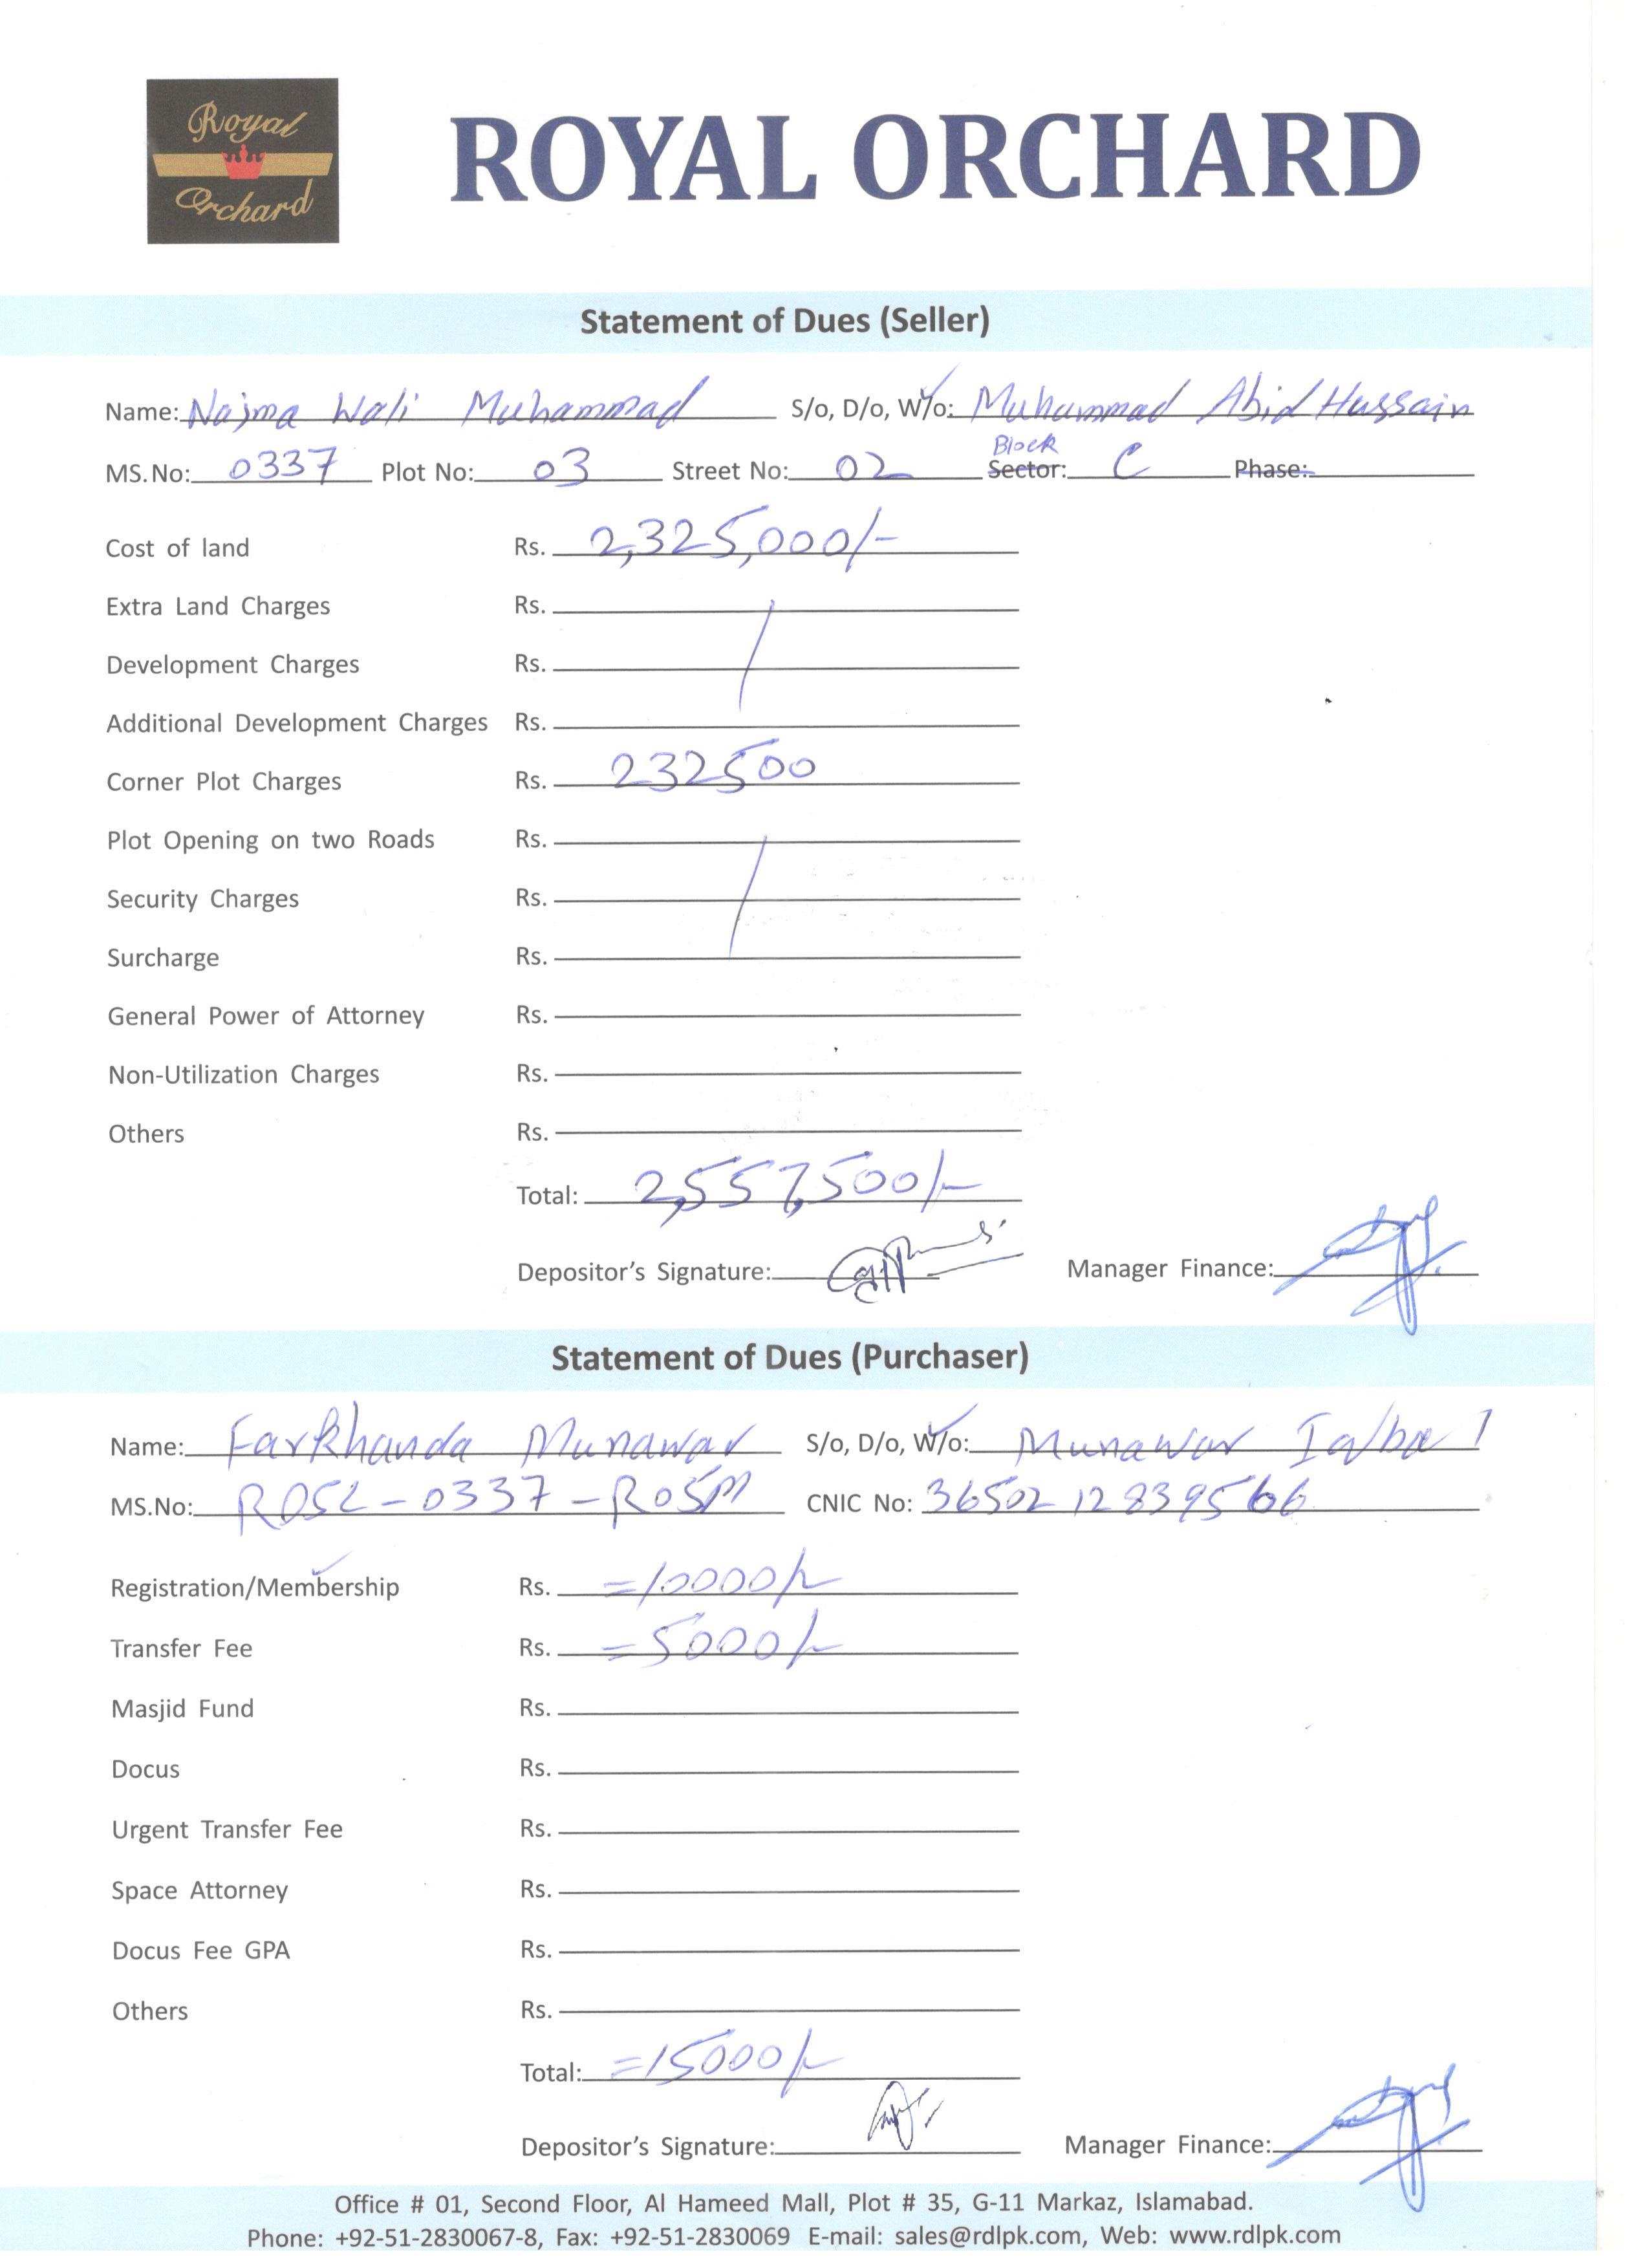 Royal
Orchard
ROYAL ORCHARD
Statement of Dues (Seller)
Name: Najma Wali Muhammad S/o, D/o, W/o: Muhammad Abid Hussain
Block
MS.No: 0337 Plot No: 03 Street No: 02 Sector: C Phase:
Cost of land Rs. 2,325,000/-
Extra Land Charges Rs.
Development Charges Rs.
Additional Development Charges Rs.
Corner Plot Charges Rs. 232500
Plot Opening on two Roads Rs.
Security Charges Rs.
Surcharge Rs.
General Power of Attorney Rs.
Non-Utilization Charges Rs.
Others Rs.
Total: 2,557,500/-
Depositor's Signature: Manager Finance:
Statement of Dues (Purchaser)
Name: Farkhanda Munawar S/o, D/o, W/o: Munawar Iqbal
MS.No: ROSL-0337-ROSM CNIC No: 36502 12839566
Registration/Membership Rs. =10000/-
Transfer Fee Rs. =5000/-
Masjid Fund Rs.
Docus Rs.
Urgent Transfer Fee Rs.
Space Attorney Rs.
Docus Fee GPA Rs.
Others Rs.
Total: =15000/-
Depositor's Signature: Manager Finance:
Office # 01, Second Floor, Al Hameed Mall, Plot # 35, G-11 Markaz, Islamabad.
Phone: +92-51-2830067-8, Fax: +92-51-2830069 E-mail: sales@rdlpk.com, Web: www.rdlpk.com